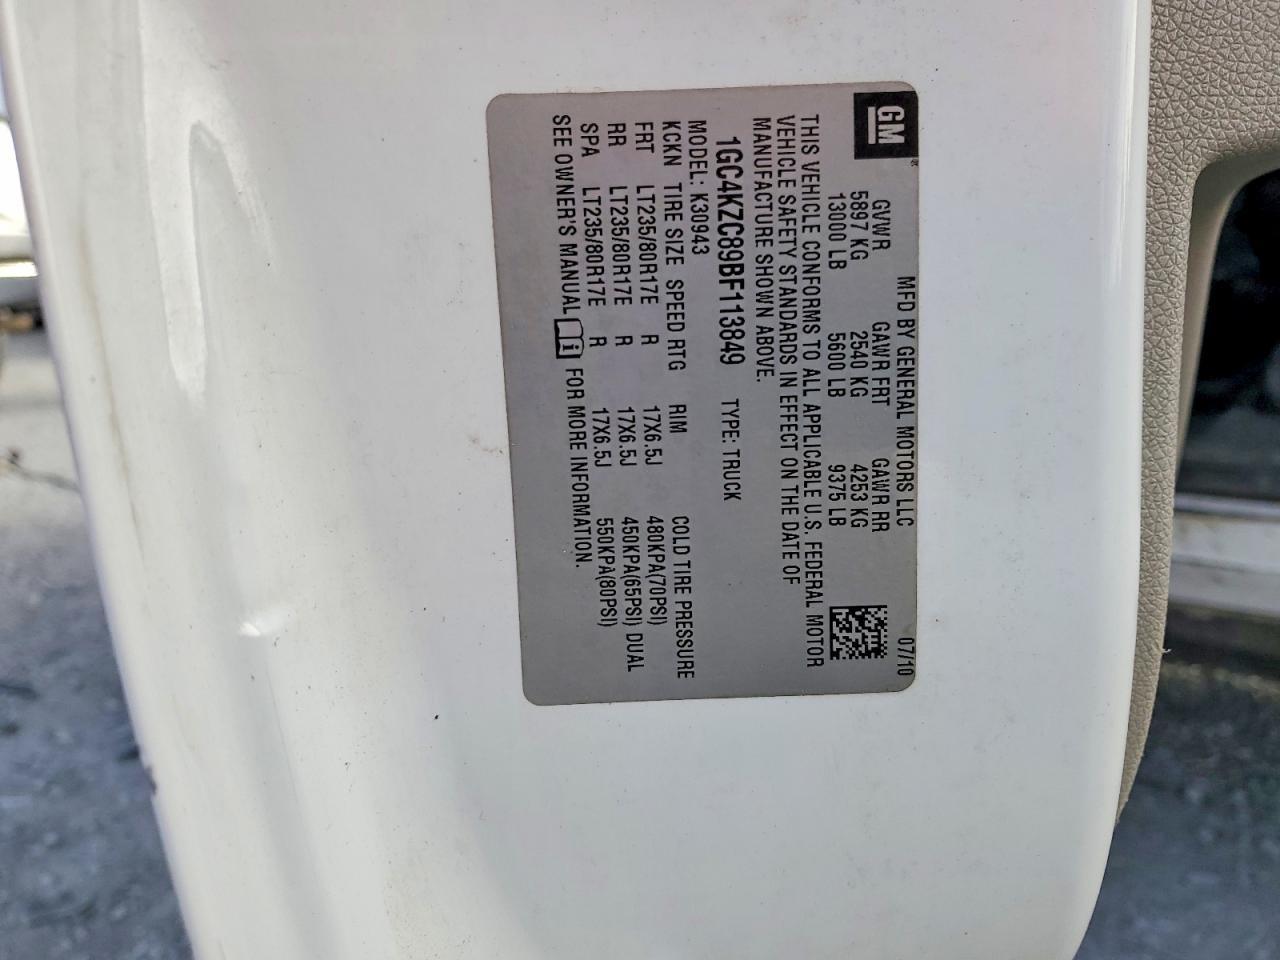 GM
MFD BY GENERAL MOTORS LLC 07/10
GVWR GAWR FRT GAWR RR
5897 KG 2540 KG 4253 KG
13000 LB 5600 LB 9375 LB
THIS VEHICLE CONFORMS TO ALL APPLICABLE U.S. FEDERAL MOTOR
VEHICLE SAFETY STANDARDS IN EFFECT ON THE DATE OF
MANUFACTURE SHOWN ABOVE.
1GC4KZC89BF113849 TYPE: TRUCK
MODEL: K30943
KCKN TIRE SIZE SPEED RTG RIM COLD TIRE PRESSURE
FRT LT235/80R17E R 17X6.5J 480KPA(70PSI)
RR LT235/80R17E R 17X6.5J 450KPA(65PSI) DUAL
SPA LT235/80R17E R 17X6.5J 550KPA(80PSI)
SEE OWNER'S MANUAL FOR MORE INFORMATION.